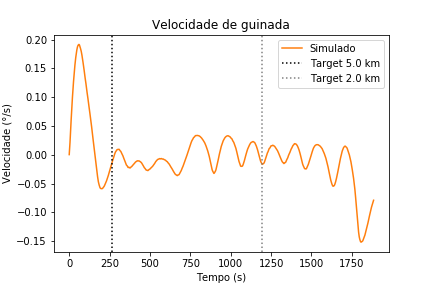 Velocidade de guinada
Simulado
Target 5.0 km
Target 2.0 km
Velocidade (°/s)
0.20
0.15
0.10
0.05
0.00
−0.05
−0.10
−0.15
0
250
500
750
1000
1250
1500
1750
Tempo (s)